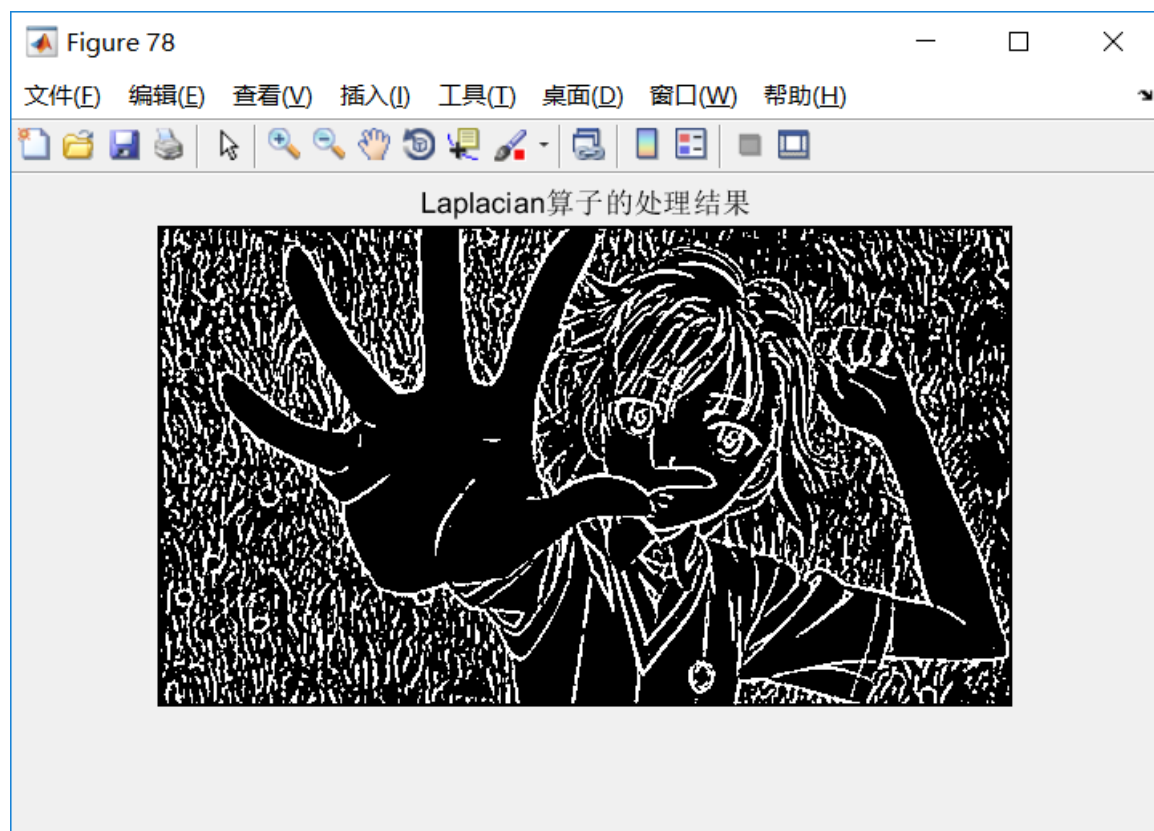 Figure 78
文件(F) 编辑(E) 查看(V) 插入(I) 工具(T) 桌面(D) 窗口(W) 帮助(H)
Laplacian算子的处理结果